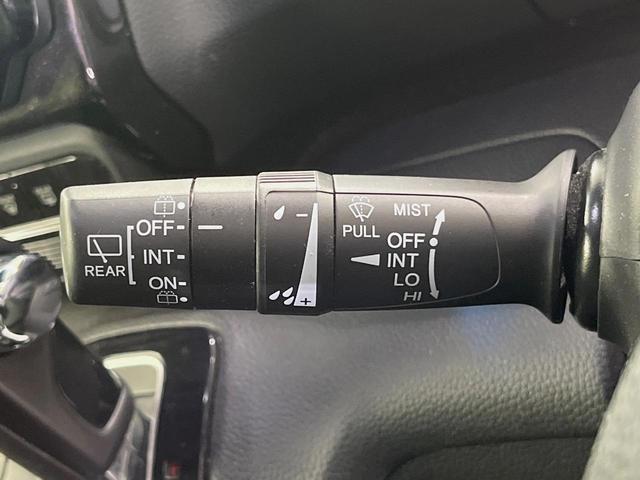 OFF
INT
ON
REAR
−
+
PULL
MIST
OFF
INT
LO
HI